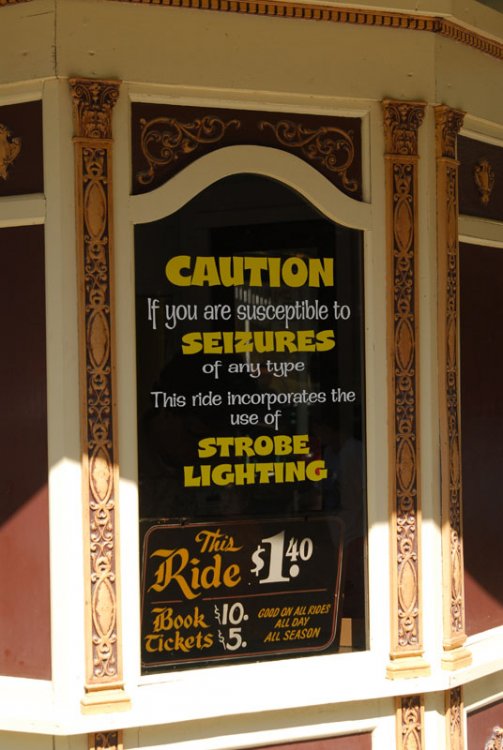 CAUTION
If you are susceptible to
SEIZURES
of any type
This ride incorporates the
use of
STROBE
LIGHTING
This
Ride $1.40
Book $10.
Tickets $5.
GOOD ON ALL RIDES
ALL DAY
ALL SEASON